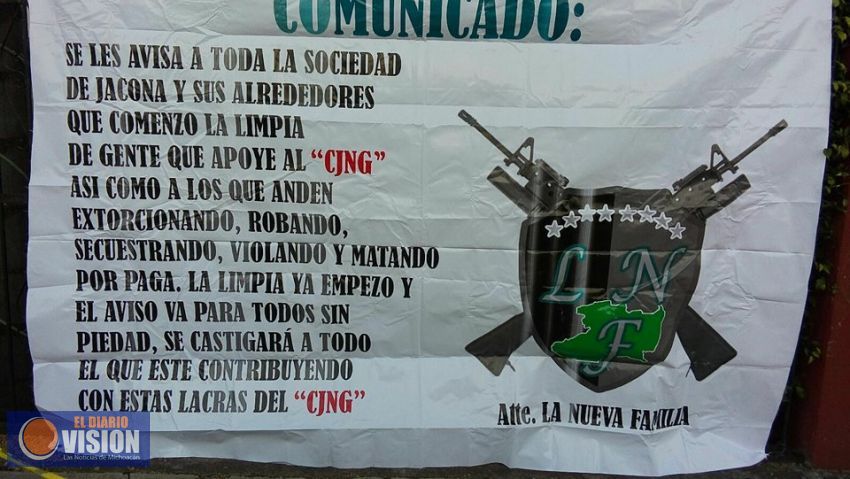 COMUNICADO:
SE LES AVISA A TODA LA SOCIEDAD
DE JACONA Y SUS ALREDEDORES
QUE COMENZO LA LIMPIA
DE GENTE QUE APOYE AL "CJNG"
ASI COMO A LOS QUE ANDEN
EXTORCIONANDO, ROBANDO,
SECUESTRANDO, VIOLANDO Y MATANDO
POR PAGA. LA LIMPIA YA EMPEZO Y
EL AVISO VA PARA TODOS SIN
PIEDAD, SE CASTIGARÁ A TODO
EL QUE ESTE CONTRIBUYENDO
CON ESTAS LACRAS DEL "CJNG"
L N
F
Atte. LA NUEVA FAMILIA
EL DIARIO
VISION
Las Noticias de Michoacán